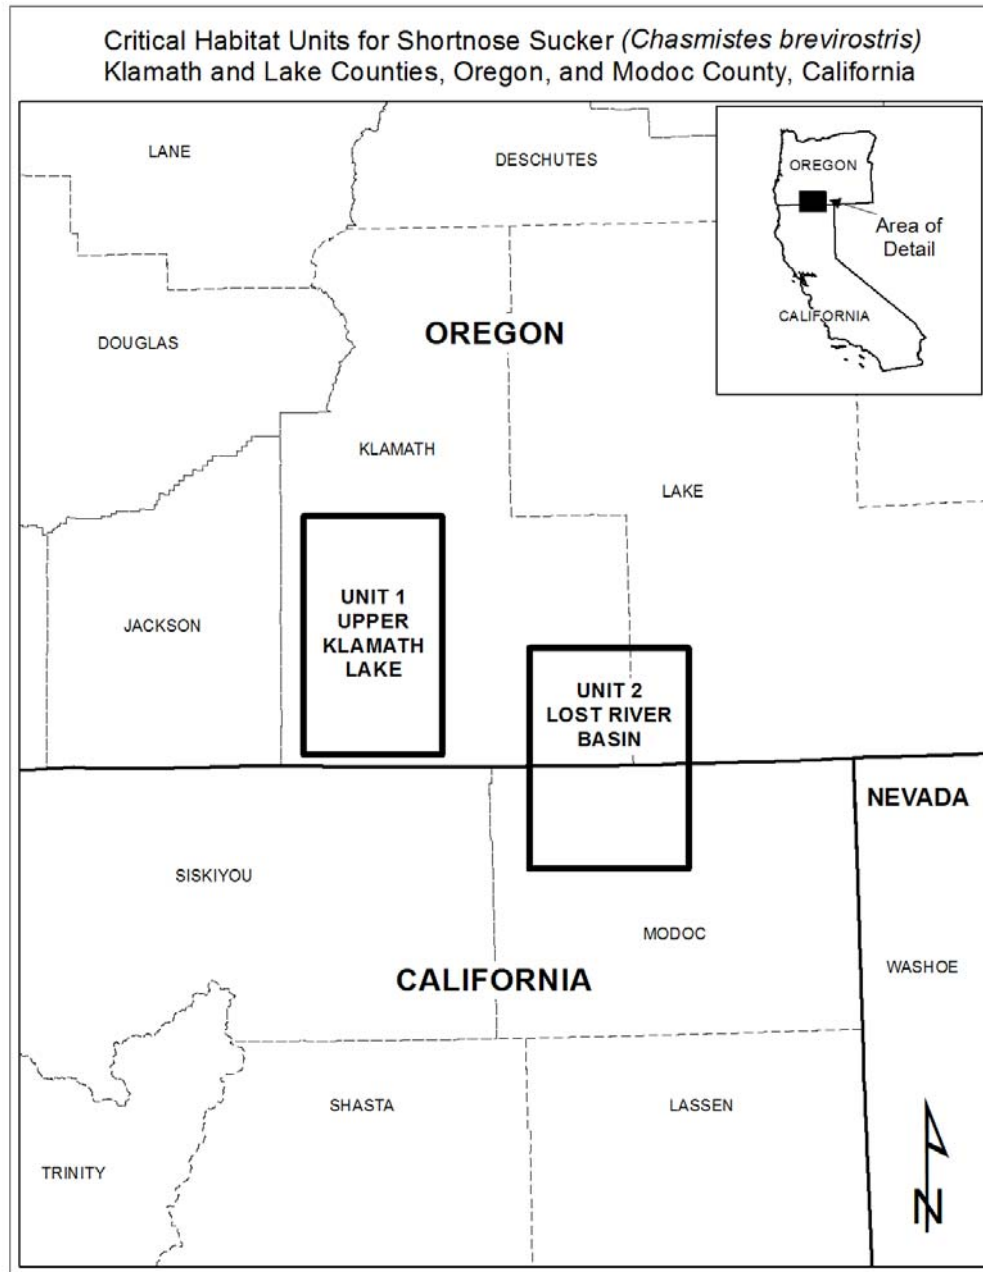 Critical Habitat Units for Shortnose Sucker (Chasmistes brevirostris)
Klamath and Lake Counties, Oregon, and Modoc County, California
LANE
DESCHUTES
OREGON
Area of
Detail
CALIFORNIA
DOUGLAS
OREGON
KLAMATH
LAKE
JACKSON
UNIT 1
UPPER
KLAMATH
LAKE
UNIT 2
LOST RIVER
BASIN
NEVADA
SISKIYOU
MODOC
WASHOE
CALIFORNIA
SHASTA
LASSEN
TRINITY
N